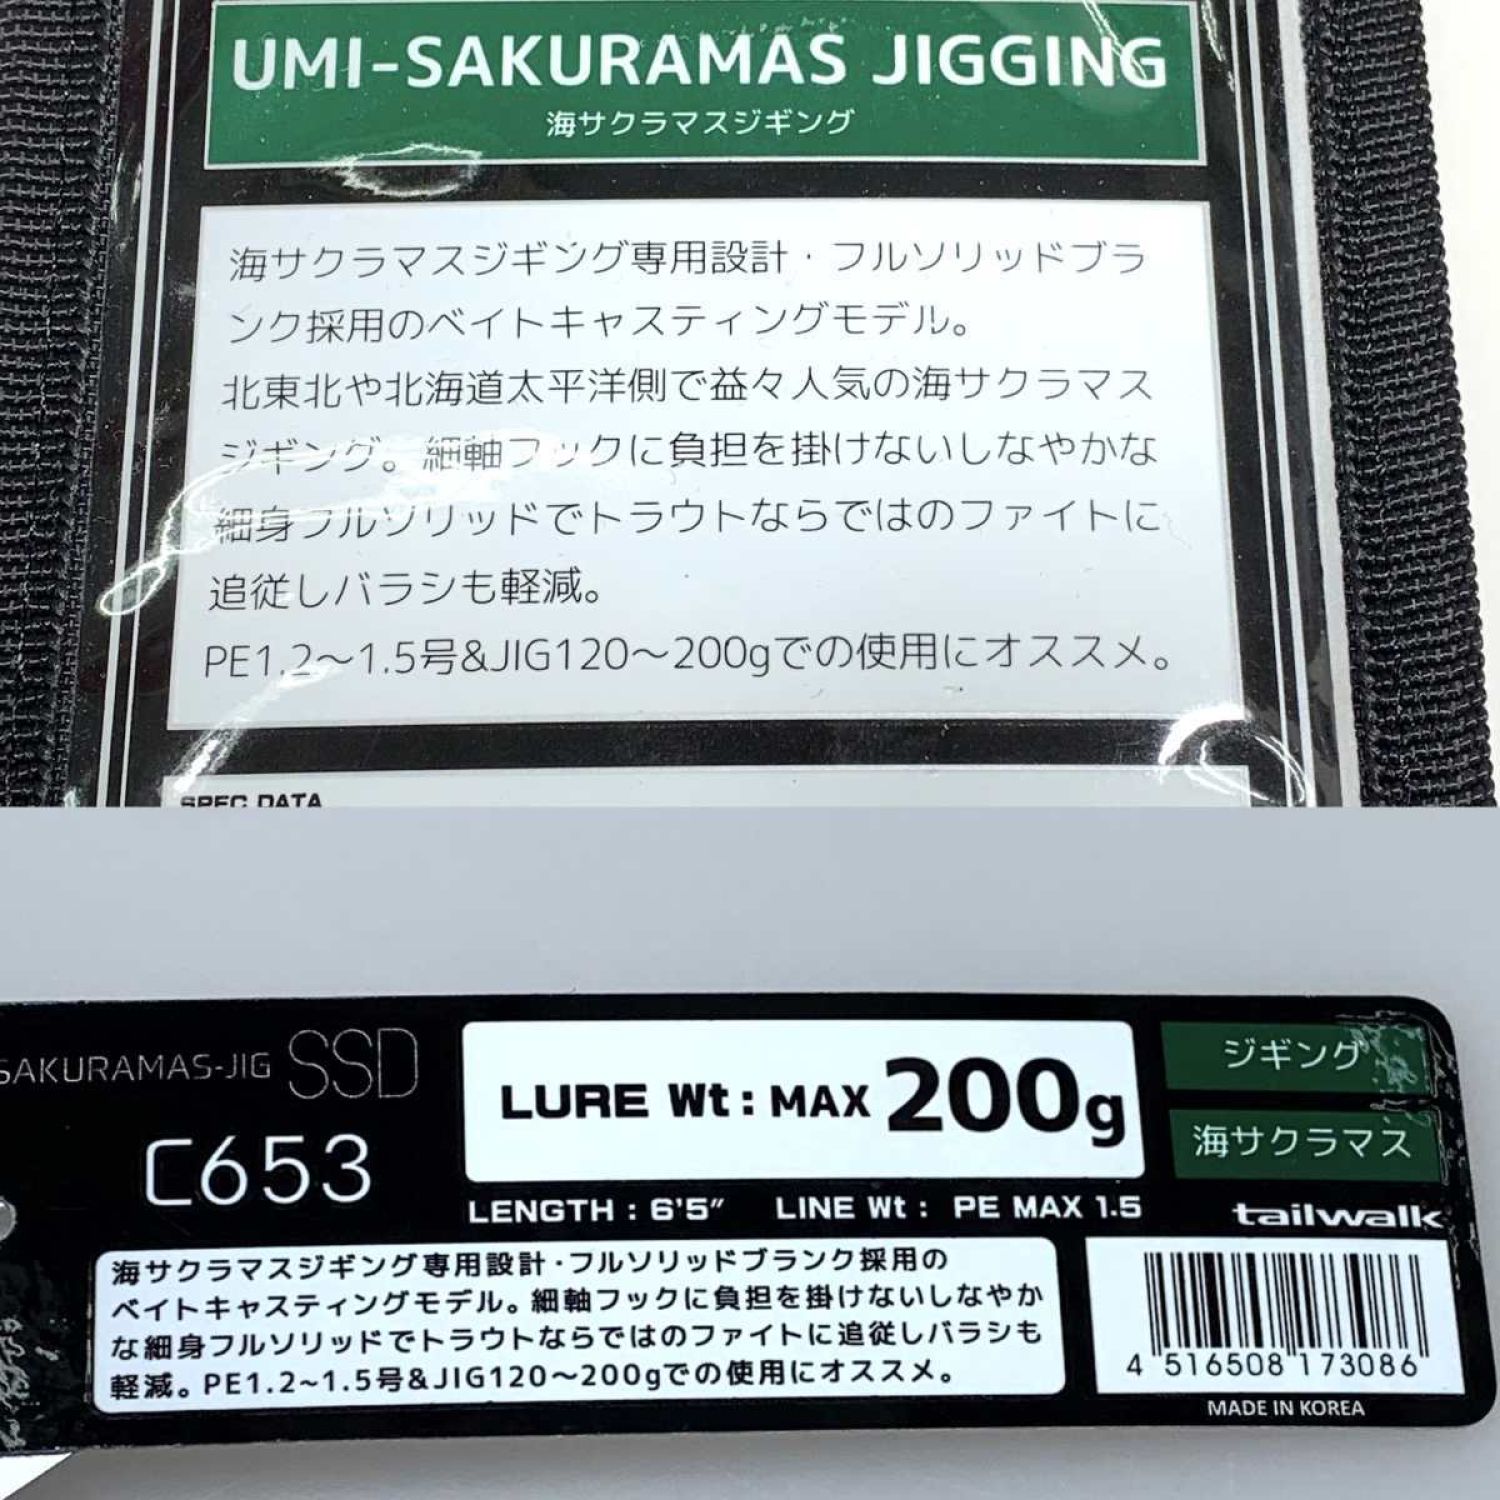 UMI-SAKURAMAS JIGGING
海サクラマスジギング
海サクラマスジギング専用設計・フルソリッドブラ
ンク採用のベイトキャスティングモデル。
北東北や北海道太平洋側で益々人気の海サクラマス
ジギング。細軸フックに負担を掛けないしなやかな
細身フルソリッドでトラウトならではのファイトに
追従しバラシも軽減。
PE1.2〜1.5号&JIG120〜200gでの使用にオススメ。
SPEC DATA
SAKURAMAS-JIG SSD
C653
LURE Wt : MAX 200g
LENGTH : 6'5" LINE Wt : PE MAX 1.5
ジギング
海サクラマス
tailwalk
海サクラマスジギング専用設計・フルソリッドブランク採用の
ベイトキャスティングモデル。細軸フックに負担を掛けないしなやか
な細身フルソリッドでトラウトならではのファイトに追従しバラシも
軽減。PE1.2~1.5号&JIG120〜200gでの使用にオススメ。
4 516508 173086
MADE IN KOREA